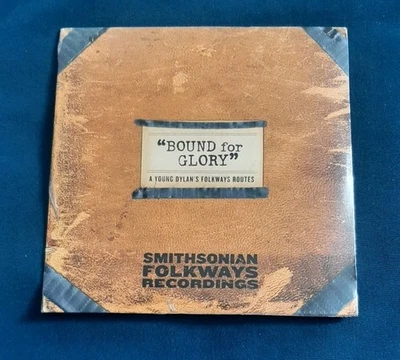 “BOUND for
GLORY”
A YOUNG DYLAN'S FOLKWAYS ROUTES
SMITHSONIAN
FOLKWAYS
RECORDINGS